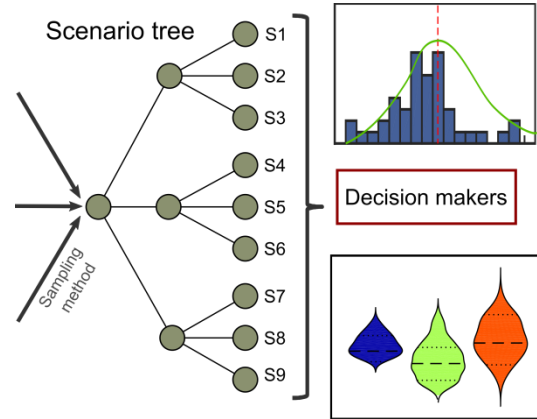 Scenario tree
S1
S2
S3
S4
S5
S6
S7
S8
S9
Sampling
method
Decision makers